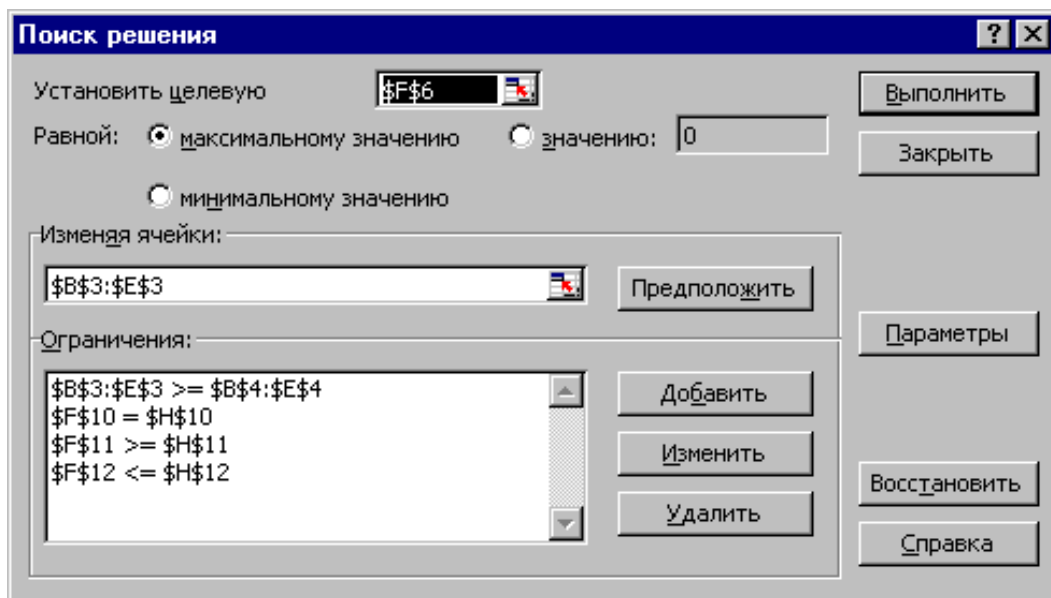 Поиск решения
Установить целевую $F$6
Выполнить
Равной: максимальному значению значению: 0
Закрыть
минимальному значению
Изменяя ячейки:
$B$3:$E$3
Предположить
Ограничения:
Параметры
$B$3:$E$3 >= $B$4:$E$4
$F$10 = $H$10
$F$11 >= $H$11
$F$12 <= $H$12
Добавить
Изменить
Удалить
Восстановить
Справка